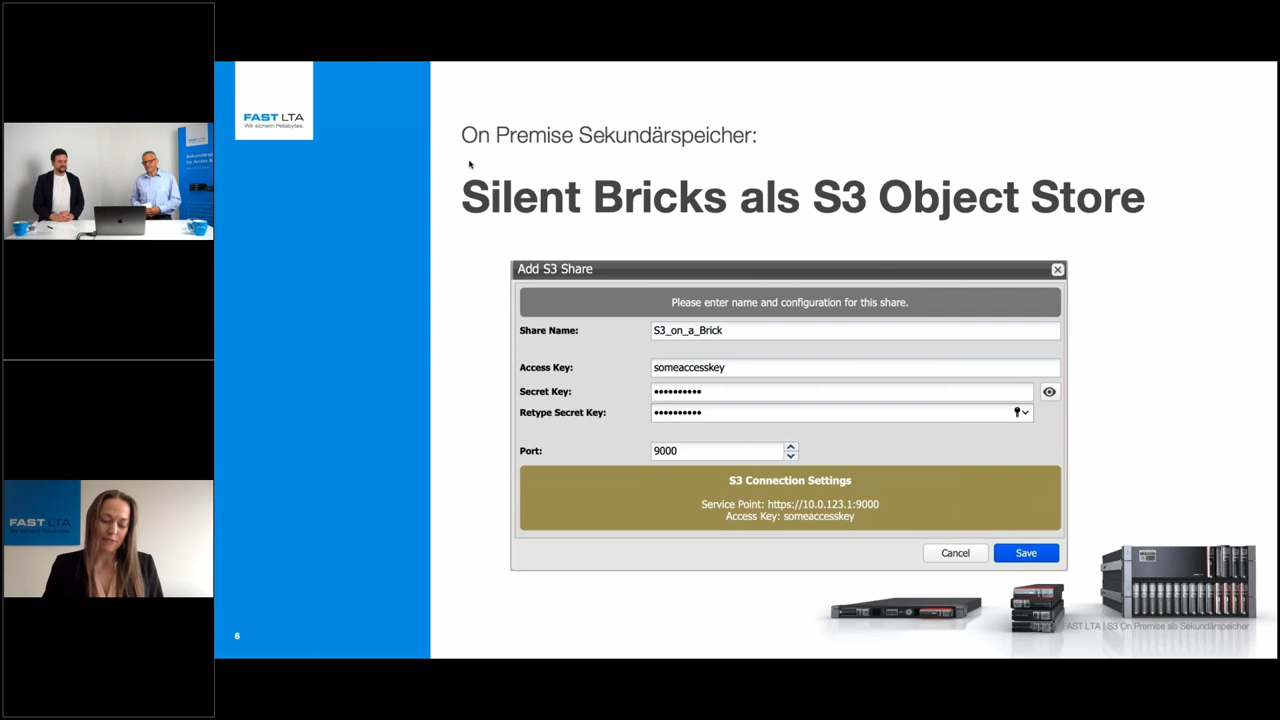 FAST LTA
Wir sichern Petabytes.
On Premise Sekundärspeicher:
Silent Bricks als S3 Object Store
Add S3 Share
Please enter name and configuration for this share.
Share Name: S3_on_a_Brick
Access Key: someaccesskey
Secret Key: ••••••••••
Retype Secret Key: ••••••••••
Port: 9000
S3 Connection Settings
Service Point: https://10.0.123.1:9000
Access Key: someaccesskey
Cancel Save
FAST LTA | S3 On Premise als Sekundärspeicher
6
FAST LTA